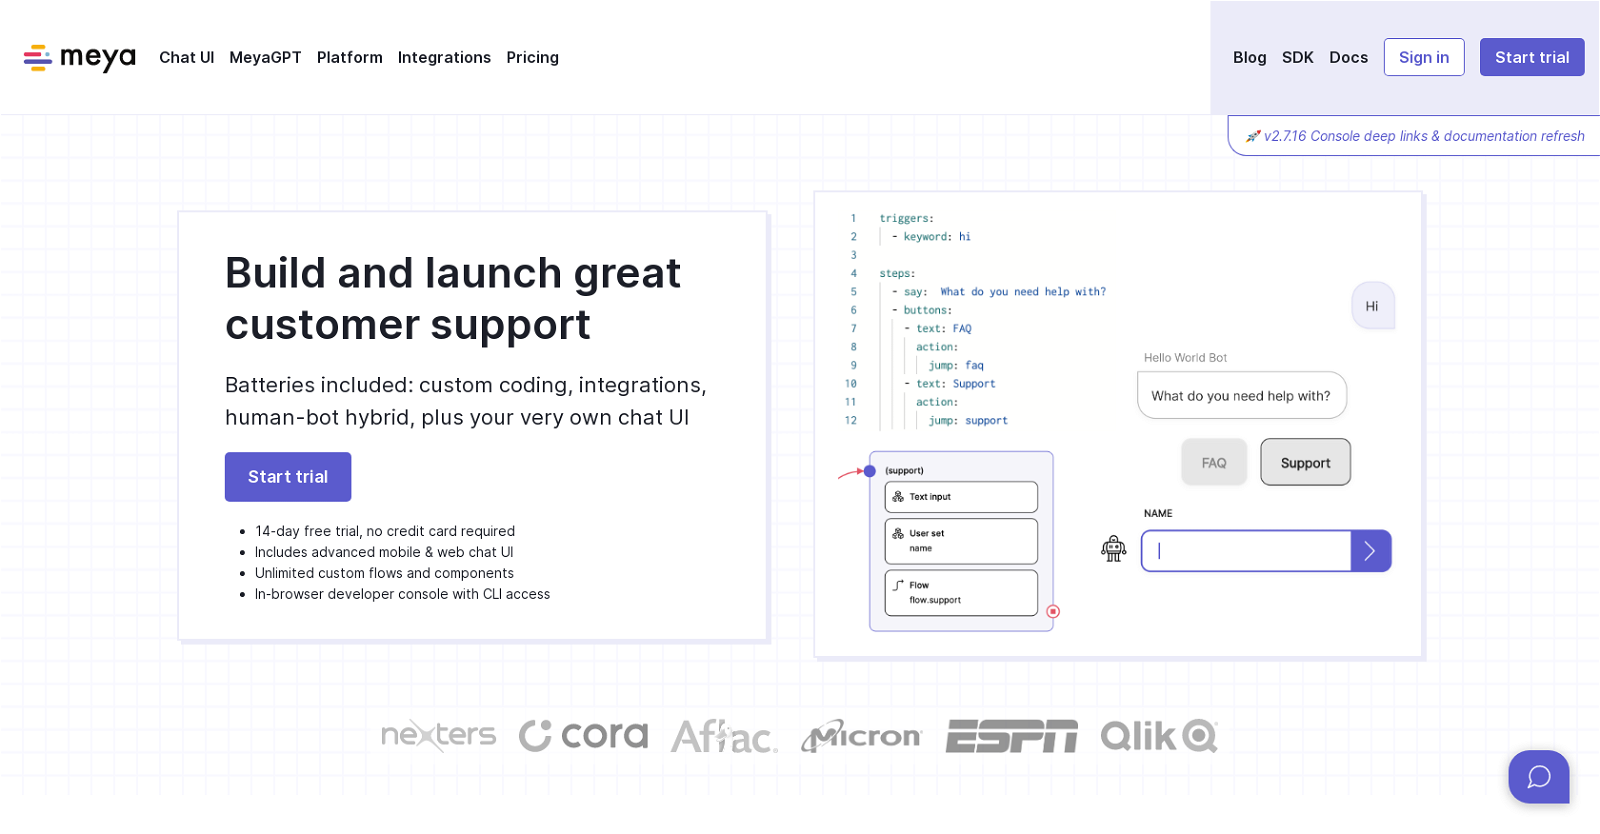 meya
Chat UI
MeyaGPT
Platform
Integrations
Pricing
Blog
SDK
Docs
Sign in
Start trial
🚀 v2.7.16 Console deep links & documentation refresh
Build and launch great
customer support
Batteries included: custom coding, integrations,
human-bot hybrid, plus your very own chat UI
Start trial
• 14-day free trial, no credit card required
• Includes advanced mobile & web chat UI
• Unlimited custom flows and components
• In-browser developer console with CLI access
1 triggers:
2 - keyword: hi
3
4 steps:
5 - say: What do you need help with?
6 - buttons:
7 - text: FAQ
8 action:
9 jump: faq
10 - text: Support
11 action:
12 jump: support
(support)
Text input
User set
name
Flow
flow.support
Hi
Hello World Bot
What do you need help with?
FAQ
Support
NAME
nexters
cora
Aflac
Micron
ESPN
Qlik